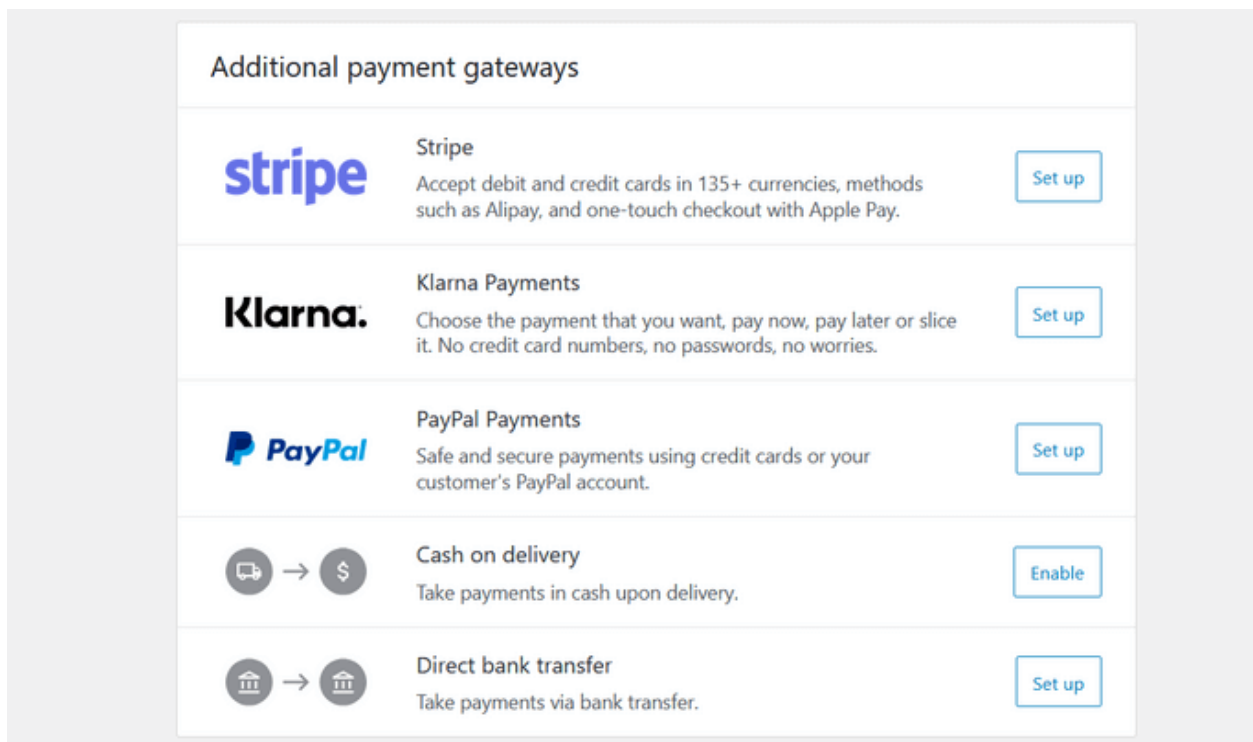 Additional payment gateways
stripe
Stripe
Accept debit and credit cards in 135+ currencies, methods
such as Alipay, and one-touch checkout with Apple Pay.
Set up
Klarna.
Klarna Payments
Choose the payment that you want, pay now, pay later or slice
it. No credit card numbers, no passwords, no worries.
Set up
PayPal
PayPal Payments
Safe and secure payments using credit cards or your
customer's PayPal account.
Set up
$
Cash on delivery
Take payments in cash upon delivery.
Enable
Direct bank transfer
Take payments via bank transfer.
Set up